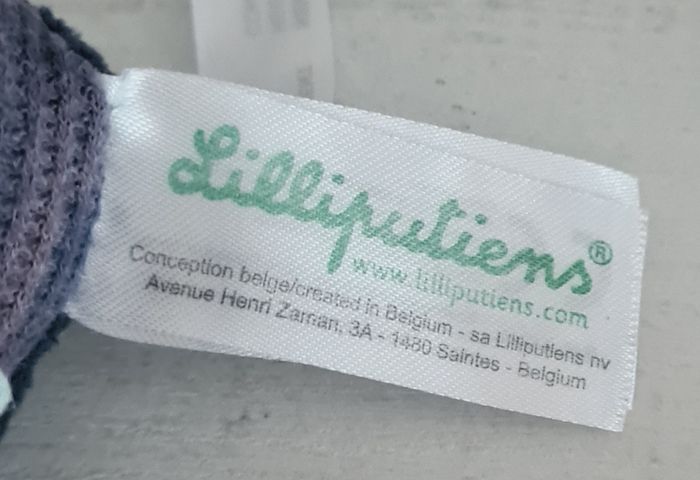 Lilliputiens®
www.lilliputiens.com
Conception belge/created in Belgium - sa Lilliputiens nv
Avenue Henri Zaman, 3A - 1480 Saintes - Belgium